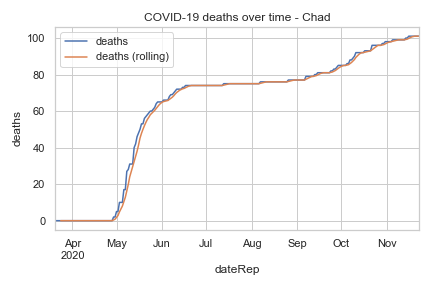 COVID-19 deaths over time - Chad
deaths
deaths (rolling)
100
80
60
40
20
0
deaths
Apr May Jun Jul Aug Sep Oct Nov
2020
dateRep